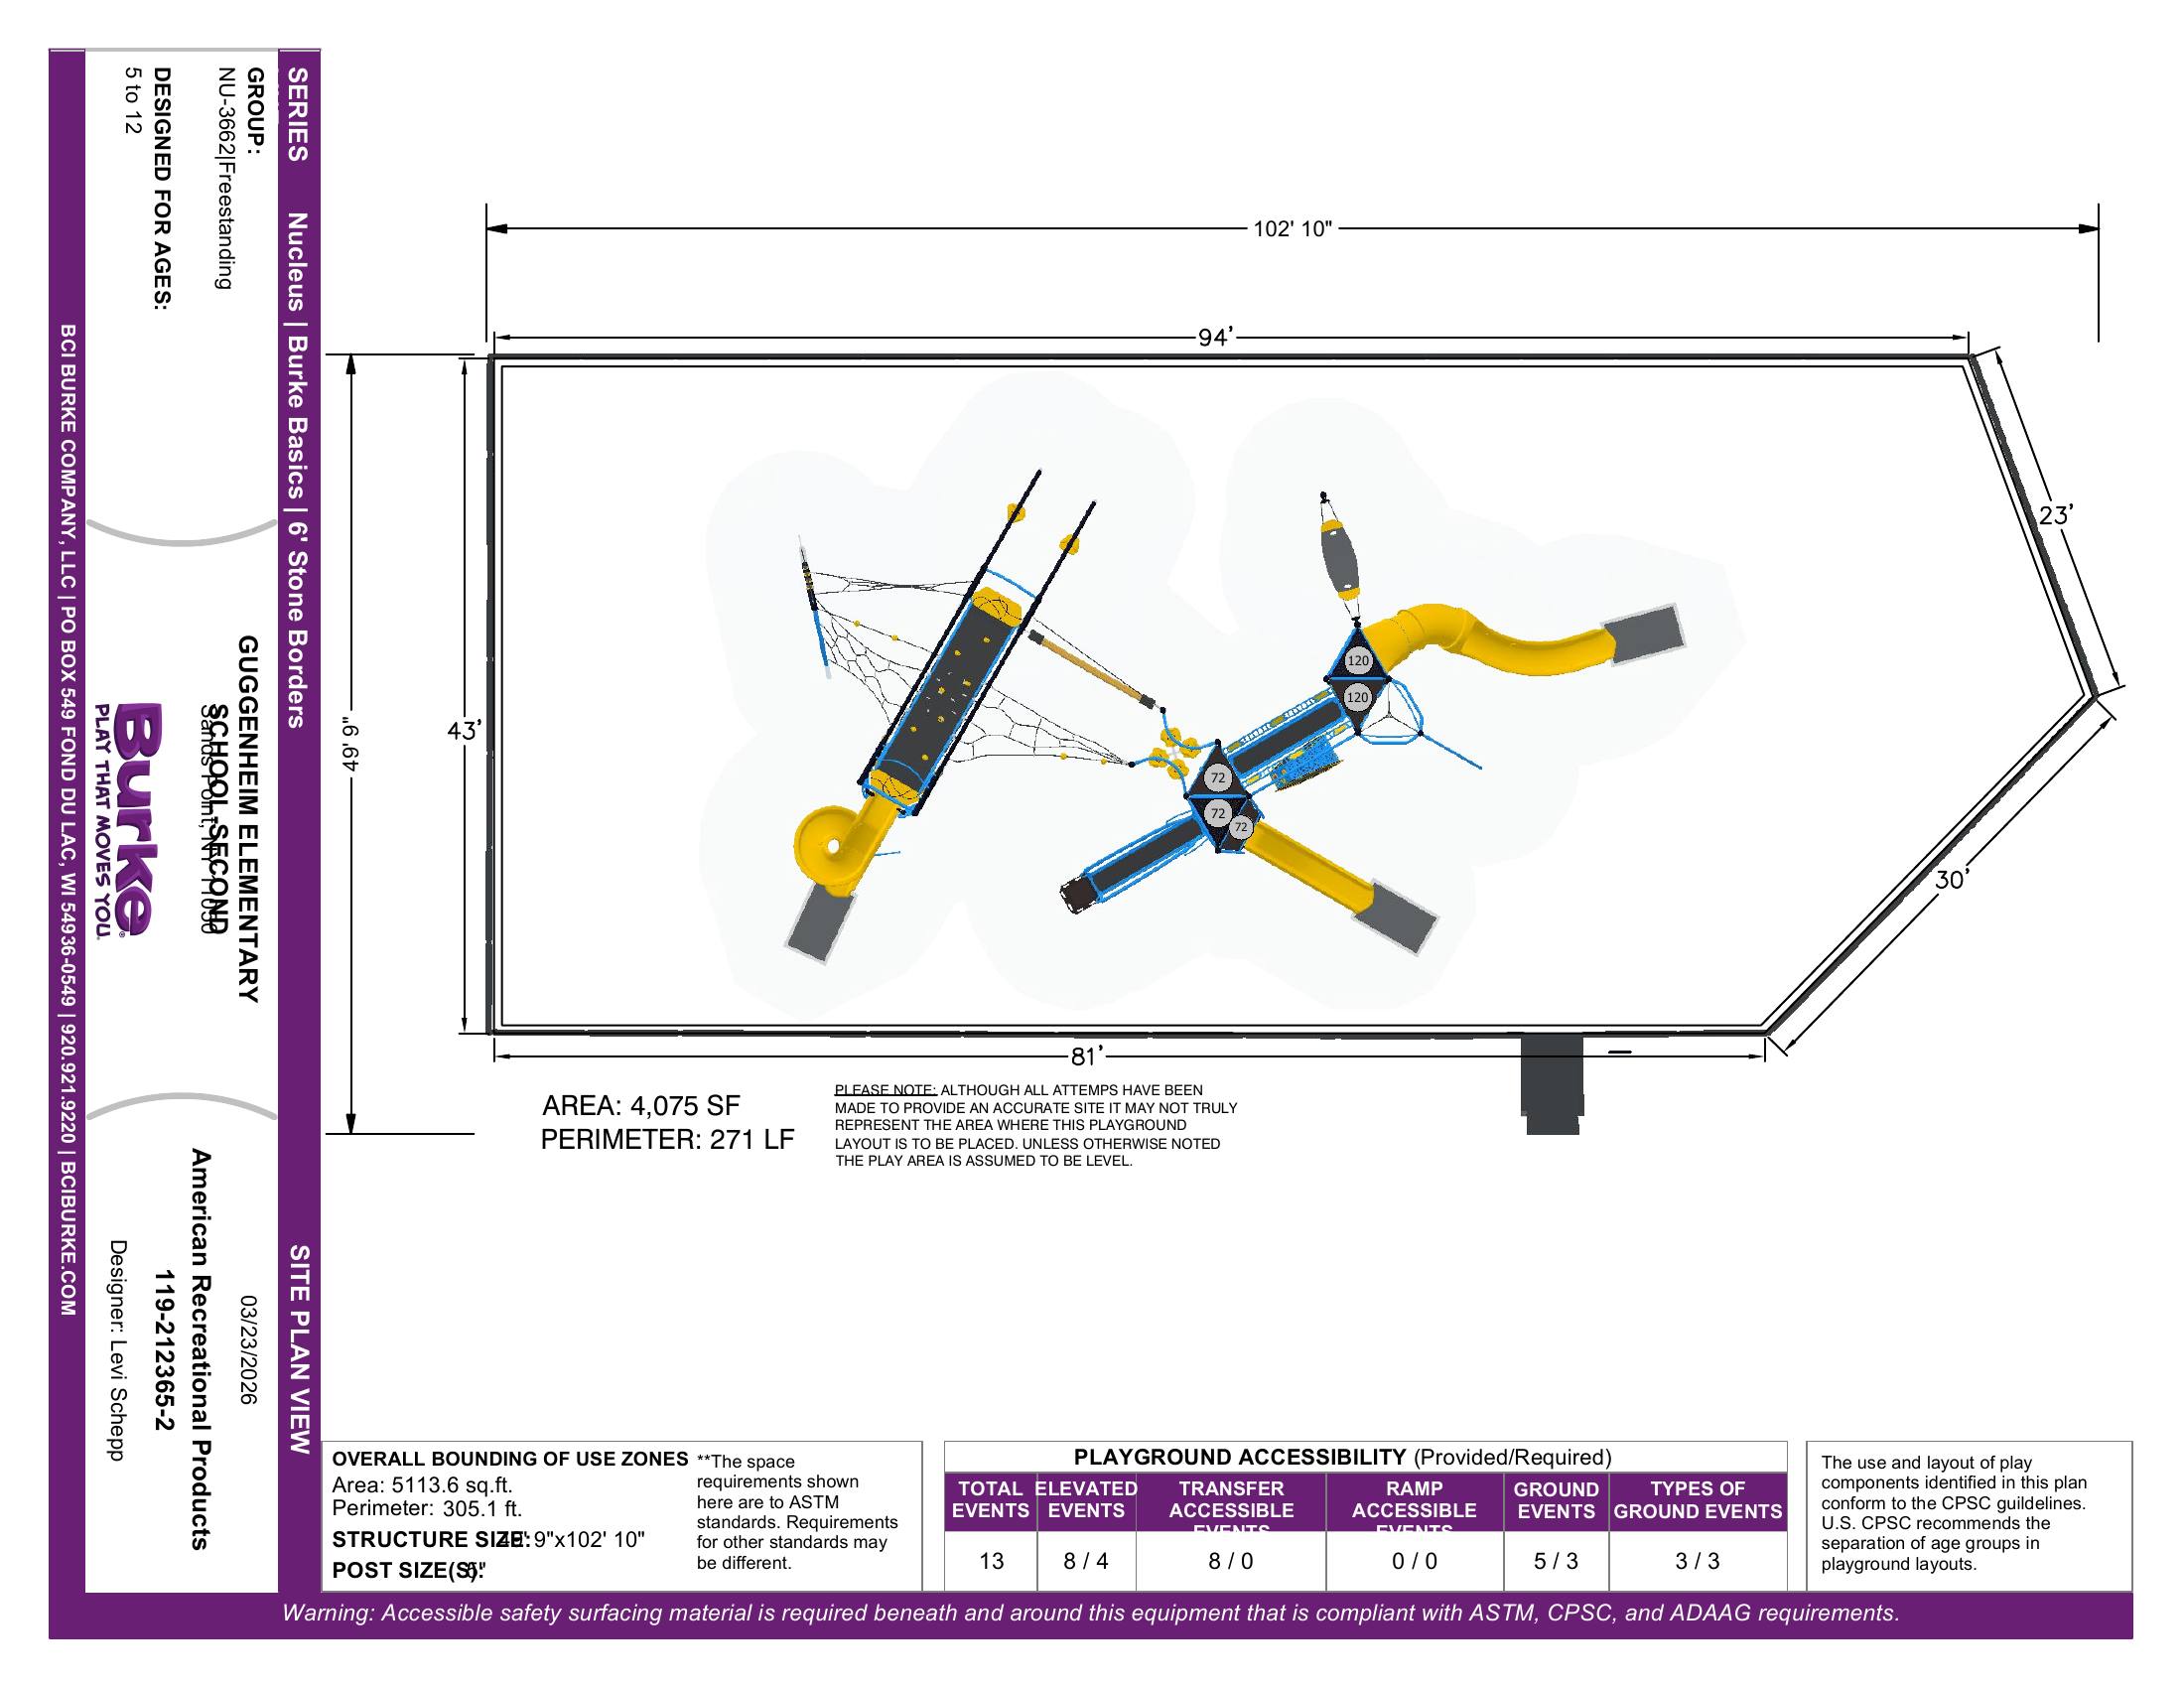 SERIES Nucleus | Burke Basics | 6' Stone Borders
SITE PLAN VIEW
GROUP:
NU-3662|Freestanding
DESIGNED FOR AGES:
5 to 12
GUGGENHEIM ELEMENTARY
SCHOOL-SECOND
Sands Point, NY 11050
Burke®
PLAY THAT MOVES YOU.
03/23/2026
American Recreational Products
119-212365-2
Designer: Levi Schepp
BCI BURKE COMPANY, LLC | PO BOX 549 FOND DU LAC, WI 54936-0549 | 920.921.9220 | BCIBURKE.COM
102' 10"
94'
23'
49' 9"
43'
30'
81'
120
120
72
72
72
AREA: 4,075 SF
PERIMETER: 271 LF
PLEASE NOTE: ALTHOUGH ALL ATTEMPS HAVE BEEN
MADE TO PROVIDE AN ACCURATE SITE IT MAY NOT TRULY
REPRESENT THE AREA WHERE THIS PLAYGROUND
LAYOUT IS TO BE PLACED. UNLESS OTHERWISE NOTED
THE PLAY AREA IS ASSUMED TO BE LEVEL.
OVERALL BOUNDING OF USE ZONES
Area: 5113.6 sq.ft.
Perimeter: 305.1 ft.
STRUCTURE SIZE: 49' 9"x102' 10"
POST SIZE(S): 5"
**The space
requirements shown
here are to ASTM
standards. Requirements
for other standards may
be different.
PLAYGROUND ACCESSIBILITY (Provided/Required)
TOTAL EVENTS
ELEVATED EVENTS
TRANSFER ACCESSIBLE EVENTS
RAMP ACCESSIBLE EVENTS
GROUND EVENTS
TYPES OF GROUND EVENTS
13 8 / 4 8 / 0 0 / 0 5 / 3 3 / 3
The use and layout of play
components identified in this plan
conform to the CPSC guildelines.
U.S. CPSC recommends the
separation of age groups in
playground layouts.
Warning: Accessible safety surfacing material is required beneath and around this equipment that is compliant with ASTM, CPSC, and ADAAG requirements.